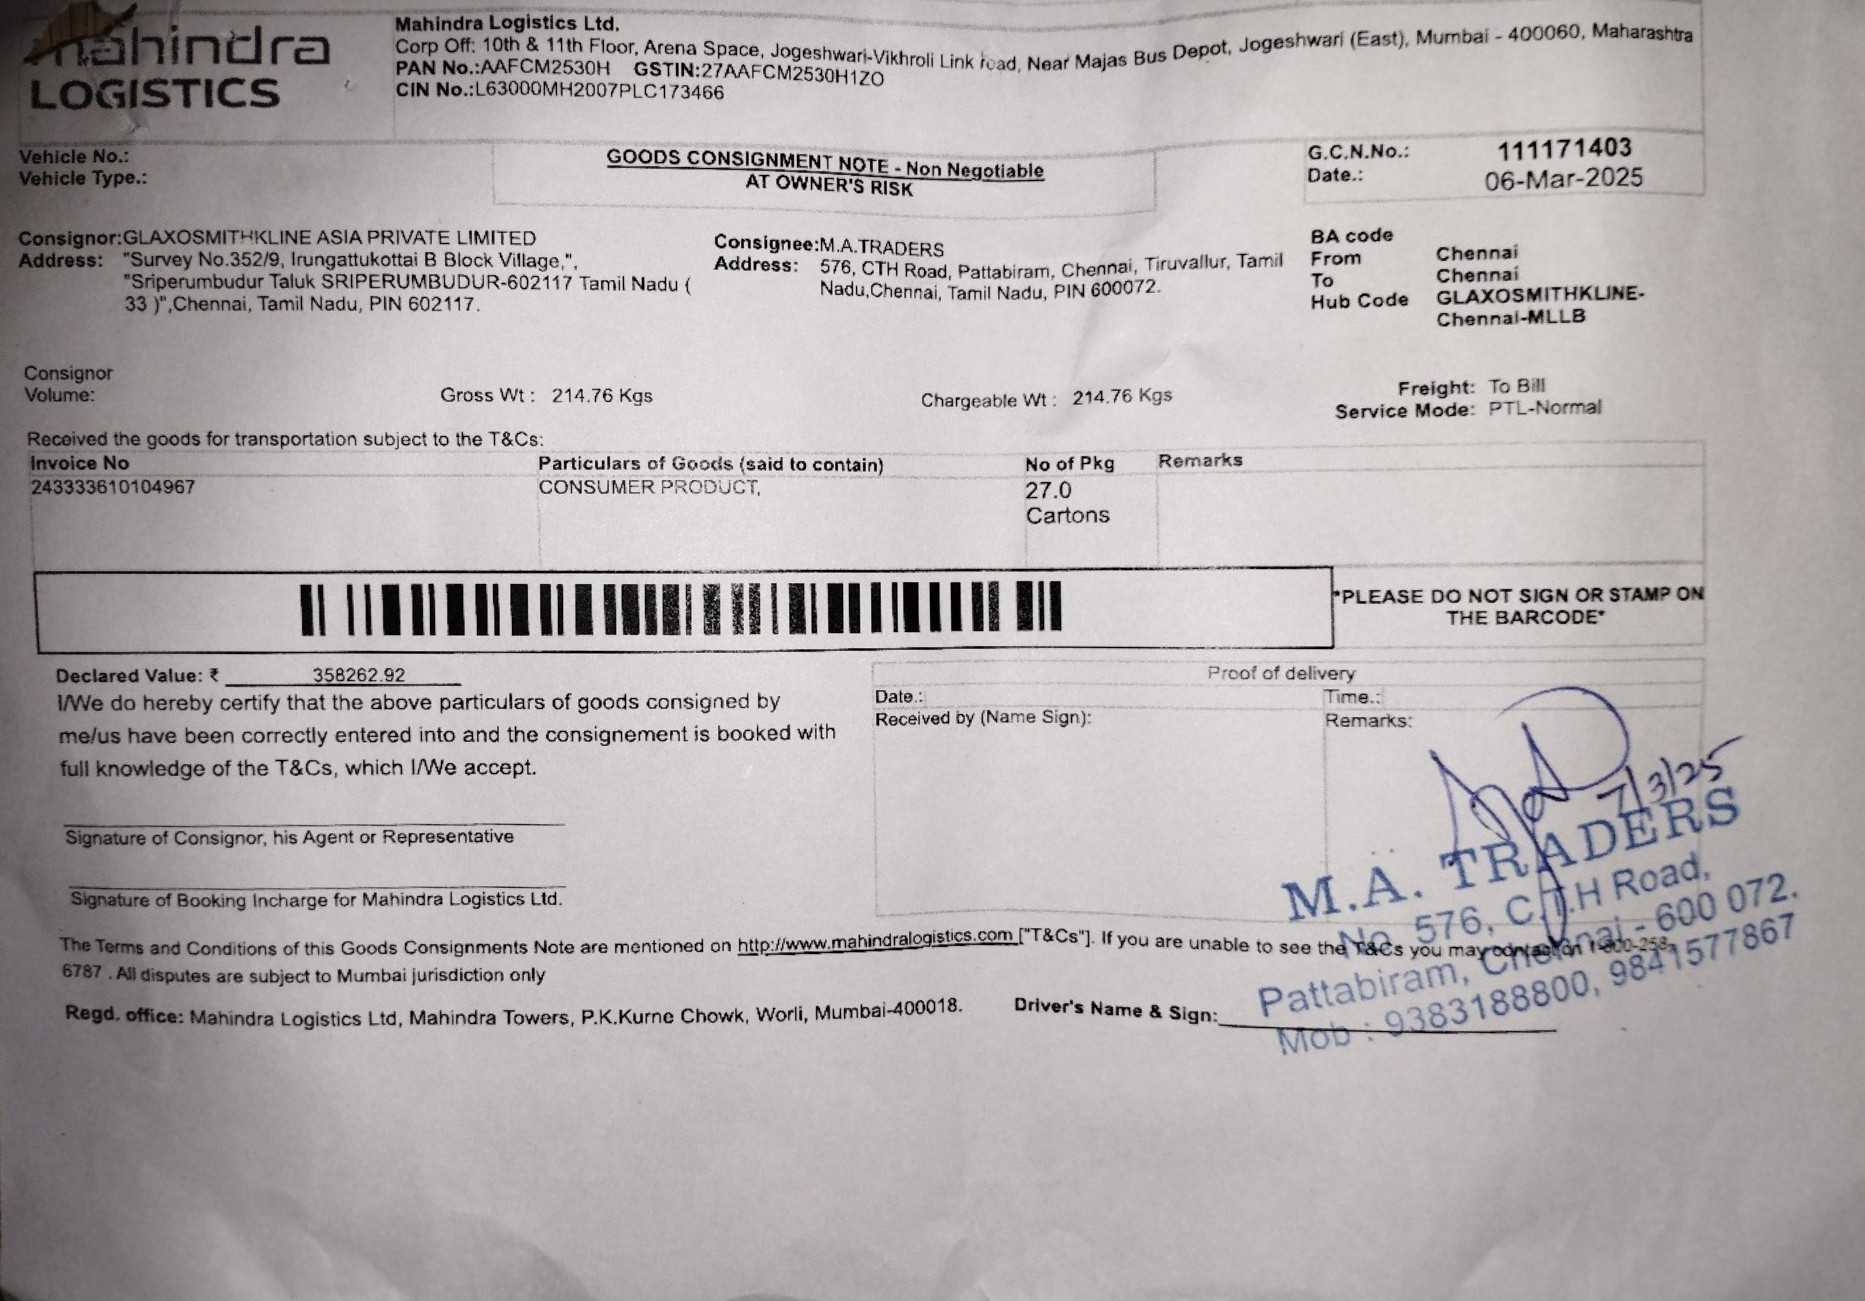 mahindra
LOGISTICS
Mahindra Logistics Ltd.
Corp Off: 10th & 11th Floor, Arena Space, Jogeshwari-Vikhroli Link road, Near Majas Bus Depot, Jogeshwari (East), Mumbai - 400060, Maharashtra
PAN No.:AAFCM2530H GSTIN:27AAFCM2530H1ZO
CIN No.:L63000MH2007PLC173466
Vehicle No.:
Vehicle Type.:
GOODS CONSIGNMENT NOTE - Non Negotiable
AT OWNER'S RISK
G.C.N.No.: 111171403
Date.: 06-Mar-2025
Consignor:GLAXOSMITHKLINE ASIA PRIVATE LIMITED
Address: "Survey No.352/9, Irungattukottai B Block Village,",
"Sriperumbudur Taluk SRIPERUMBUDUR-602117 Tamil Nadu (
33 )",Chennai, Tamil Nadu, PIN 602117.
Consignee:M.A.TRADERS
Address: 576, CTH Road, Pattabiram, Chennai, Tiruvallur, Tamil
Nadu,Chennai, Tamil Nadu, PIN 600072.
BA code
From Chennai
To Chennai
Hub Code GLAXOSMITHKLINE-
Chennai-MLLB
Consignor
Volume:
Gross Wt : 214.76 Kgs
Chargeable Wt : 214.76 Kgs
Freight: To Bill
Service Mode: PTL-Normal
Received the goods for transportation subject to the T&Cs:
Invoice No Particulars of Goods (said to contain) No of Pkg Remarks
243333610104967 CONSUMER PRODUCT, 27.0
Cartons
*PLEASE DO NOT SIGN OR STAMP ON
THE BARCODE*
Declared Value: ₹ 358262.92
I/We do hereby certify that the above particulars of goods consigned by
me/us have been correctly entered into and the consignement is booked with
full knowledge of the T&Cs, which I/We accept.
Signature of Consignor, his Agent or Representative
Signature of Booking Incharge for Mahindra Logistics Ltd.
Proof of delivery
Date.: Time.:
Received by (Name Sign): Remarks:
7/3/25
M.A. TRADERS
No. 576, C.T.H Road,
Pattabiram, Chennai - 600 072.
Mob : 9383188800, 9841577867
The Terms and Conditions of this Goods Consignments Note are mentioned on http://www.mahindralogistics.com ["T&Cs"]. If you are unable to see the T&Cs you may contact on 1-800-258-
6787 . All disputes are subject to Mumbai jurisdiction only
Regd. office: Mahindra Logistics Ltd, Mahindra Towers, P.K.Kurne Chowk, Worli, Mumbai-400018.
Driver's Name & Sign: